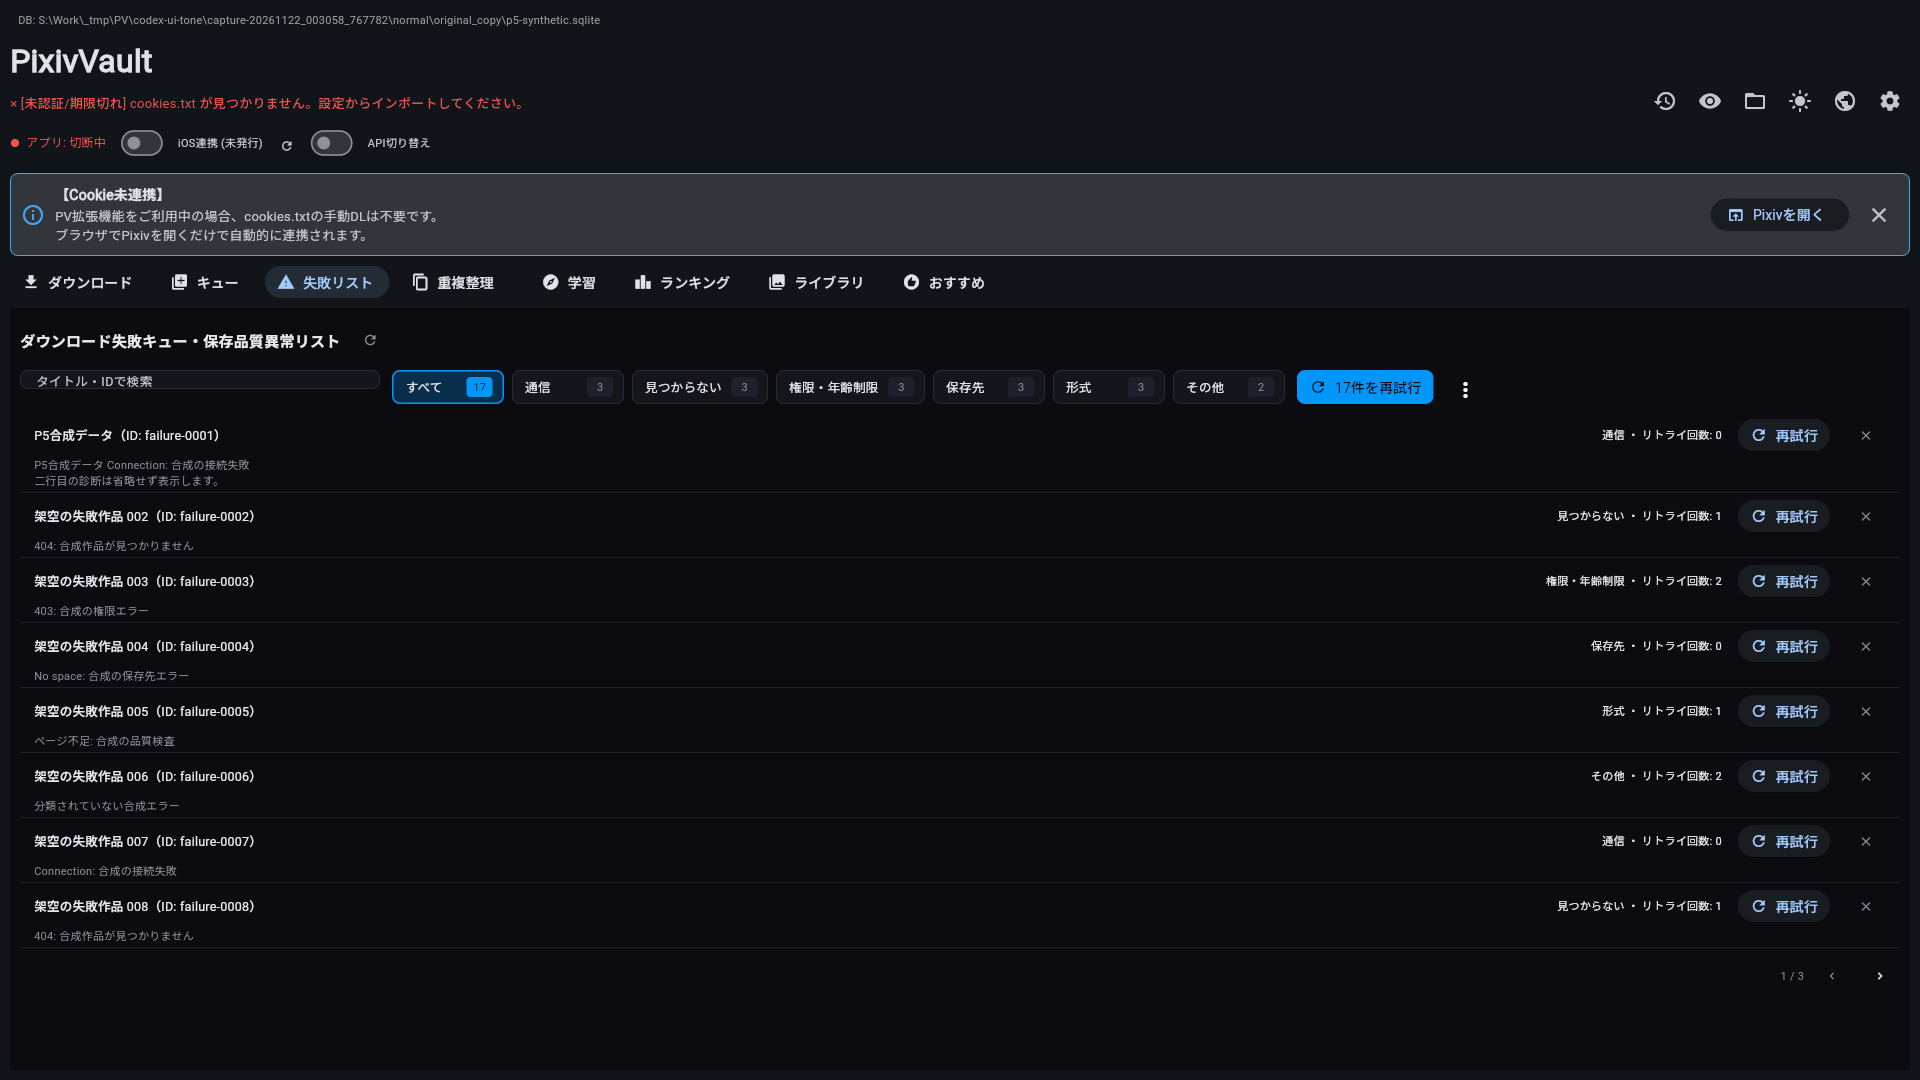 DB: S:\Work\_tmp\PV\codex-ui-tone\capture-20261122_003058_767782\normal\original_copy\p5-synthetic.sqlite
PixivVault
× [未認証/期限切れ] cookies.txt が見つかりません。設定からインポートしてください。
アプリ: 切断中 iOS連携 (未発行) API切り替え
【Cookie未連携】
PV拡張機能をご利用中の場合、cookies.txtの手動DLは不要です。
ブラウザでPixivを開くだけで自動的に連携されます。
Pixivを開く
ダウンロード キュー 失敗リスト 重複整理 学習 ランキング ライブラリ おすすめ
ダウンロード失敗キュー・保存品質異常リスト
タイトル・IDで検索 すべて 17 通信 3 見つからない 3 権限・年齢制限 3 保存先 3 形式 3 その他 2 17件を再試行
P5合成データ（ID: failure-0001） 通信 ・ リトライ回数: 0 再試行
P5合成データ Connection: 合成の接続失敗
二行目の診断は省略せず表示します。
架空の失敗作品 002（ID: failure-0002） 見つからない ・ リトライ回数: 1 再試行
404: 合成作品が見つかりません
架空の失敗作品 003（ID: failure-0003） 権限・年齢制限 ・ リトライ回数: 2 再試行
403: 合成の権限エラー
架空の失敗作品 004（ID: failure-0004） 保存先 ・ リトライ回数: 0 再試行
No space: 合成の保存先エラー
架空の失敗作品 005（ID: failure-0005） 形式 ・ リトライ回数: 1 再試行
ページ不足: 合成の品質検査
架空の失敗作品 006（ID: failure-0006） その他 ・ リトライ回数: 2 再試行
分類されていない合成エラー
架空の失敗作品 007（ID: failure-0007） 通信 ・ リトライ回数: 0 再試行
Connection: 合成の接続失敗
架空の失敗作品 008（ID: failure-0008） 見つからない ・ リトライ回数: 1 再試行
404: 合成作品が見つかりません
1 / 3